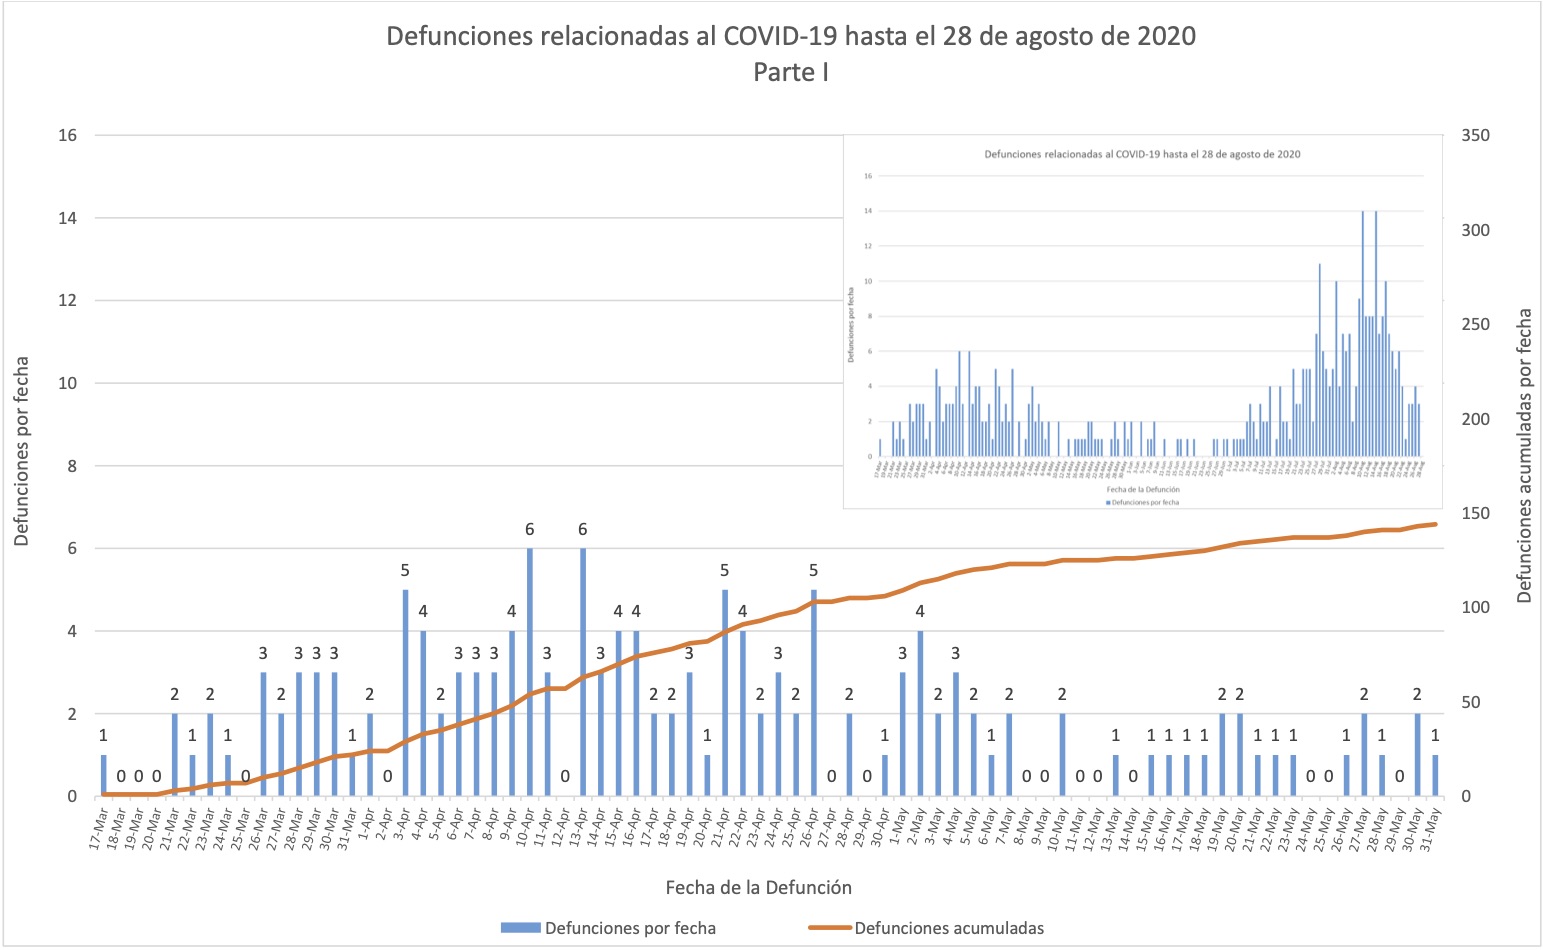 Defunciones relacionadas al COVID-19 hasta el 28 de agosto de 2020
Parte I
Defunciones por fecha
16
14
12
10
8
6
4
2
0
350
300
250
200
150
100
50
0
Defunciones acumuladas por fecha
Defunciones relacionadas al COVID-19 hasta el 28 de agosto de 2020
Defunciones por fecha
16
14
12
10
8
6
4
2
0
Fecha de la Defunción
Defunciones por fecha
1 0 0 0 2 1 2 1 0 3 2 3 3 3 1 2 0 5 4 2 3 3 3 4 6 3 0 6 3 4 4 2 2 3 1 5 4 2 3 2 5 0 2 0 1 3 4 2 3 2 1 2 0 0 2 0 0 1 0 1 1 1 1 2 2 1 1 1 0 0 1 2 1 0 2 1
17-Mar 18-Mar 19-Mar 20-Mar 21-Mar 22-Mar 23-Mar 24-Mar 25-Mar 26-Mar 27-Mar 28-Mar 29-Mar 30-Mar 31-Mar 1-Apr 2-Apr 3-Apr 4-Apr 5-Apr 6-Apr 7-Apr 8-Apr 9-Apr 10-Apr 11-Apr 12-Apr 13-Apr 14-Apr 15-Apr 16-Apr 17-Apr 18-Apr 19-Apr 20-Apr 21-Apr 22-Apr 23-Apr 24-Apr 25-Apr 26-Apr 27-Apr 28-Apr 29-Apr 30-Apr 1-May 2-May 3-May 4-May 5-May 6-May 7-May 8-May 9-May 10-May 11-May 12-May 13-May 14-May 15-May 16-May 17-May 18-May 19-May 20-May 21-May 22-May 23-May 24-May 25-May 26-May 27-May 28-May 29-May 30-May 31-May
Fecha de la Defunción
Defunciones por fecha
Defunciones acumuladas